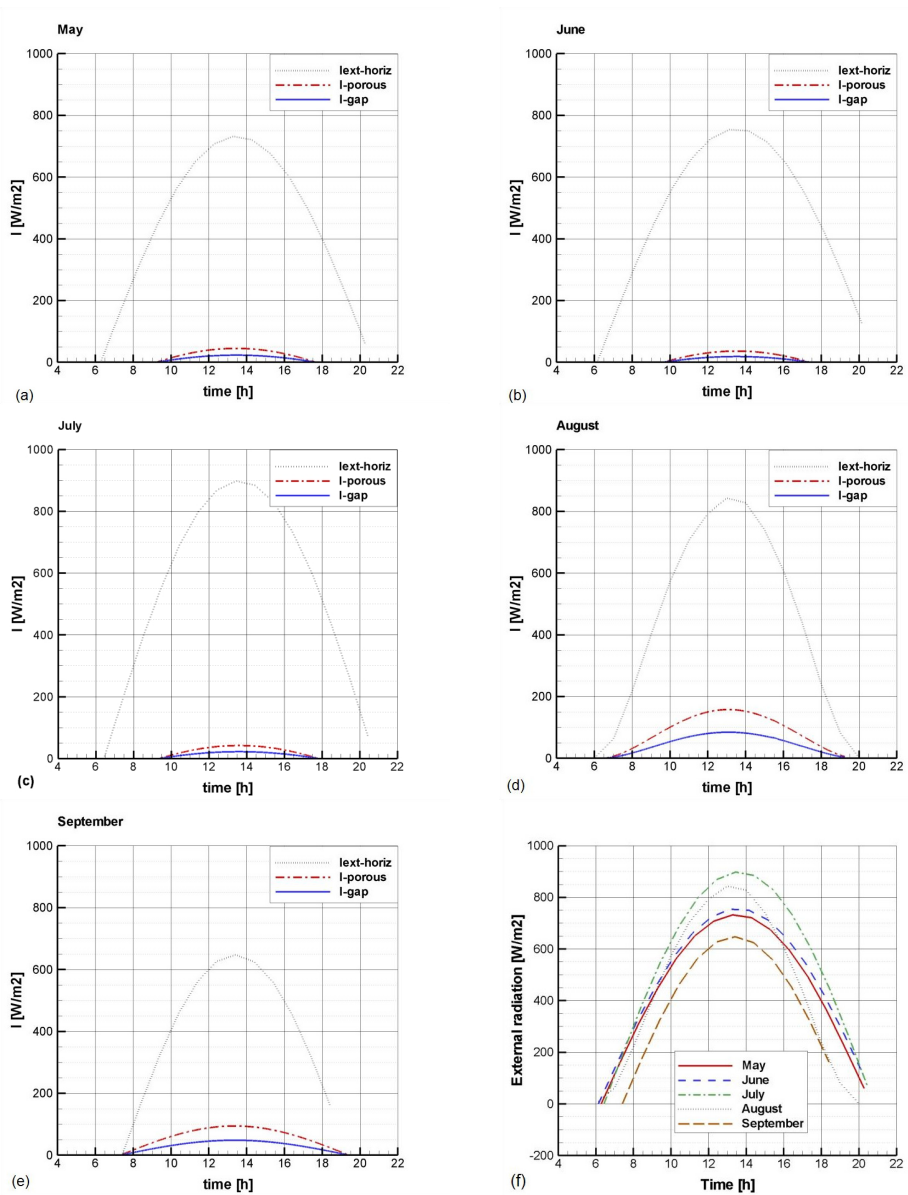 May
1000
800
600
400
200
0
I [W/m2]
4 6 8 10 12 14 16 18 20 22
time [h]
Iext-horiz
I-porous
I-gap
(a)
June
1000
800
600
400
200
0
I [W/m2]
4 6 8 10 12 14 16 18 20 22
time [h]
Iext-horiz
I-porous
I-gap
(b)
July
1000
800
600
400
200
0
I [W/m2]
4 6 8 10 12 14 16 18 20 22
time [h]
Iext-horiz
I-porous
I-gap
(c)
August
1000
800
600
400
200
0
I [W/m2]
4 6 8 10 12 14 16 18 20 22
time [h]
Iext-horiz
I-porous
I-gap
(d)
September
1000
800
600
400
200
0
I [W/m2]
4 6 8 10 12 14 16 18 20 22
time [h]
Iext-horiz
I-porous
I-gap
(e)
1000
800
600
400
200
0
-200
External radiation [W/m2]
4 6 8 10 12 14 16 18 20 22
Time [h]
May
June
July
August
September
(f)